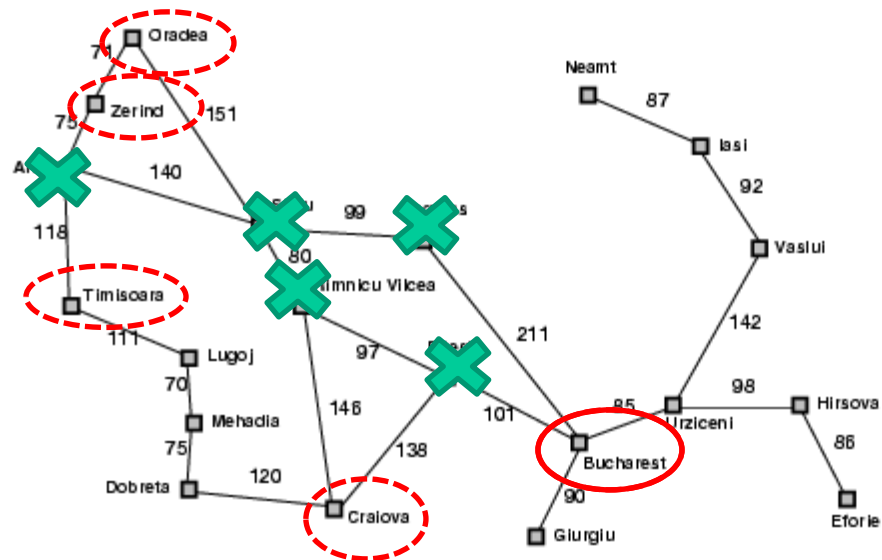 Oradea
71
Neamt
Zerind
87
75
151
Iasi
140
92
99
118
80
Vaslui
Timisoara
211
142
111
Lugoj
97
70
98
85
Hirsova
146
101
Urziceni
Mehadia
75
138
86
Bucharest
120
Dobreta
90
Craiova
Eforie
Giurgiu